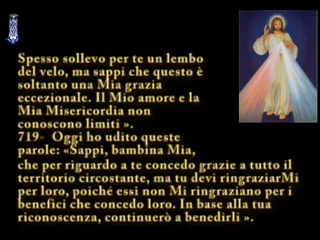 Spesso sollevo per te un lembo
del velo, ma sappi che questo è
soltanto una Mia grazia
eccezionale. Il Mio amore e la
Mia Misericordia non
conoscono limiti ».
719- Oggi ho udito queste
parole: «Sappi, bambina Mia,
che per riguardo a te concedo grazie a tutto il
territorio circostante, ma tu devi ringraziarMi
per loro, poiché essi non Mi ringraziano per i
benefici che concedo loro. In base alla tua
riconoscenza, continuerò a benedirli ».